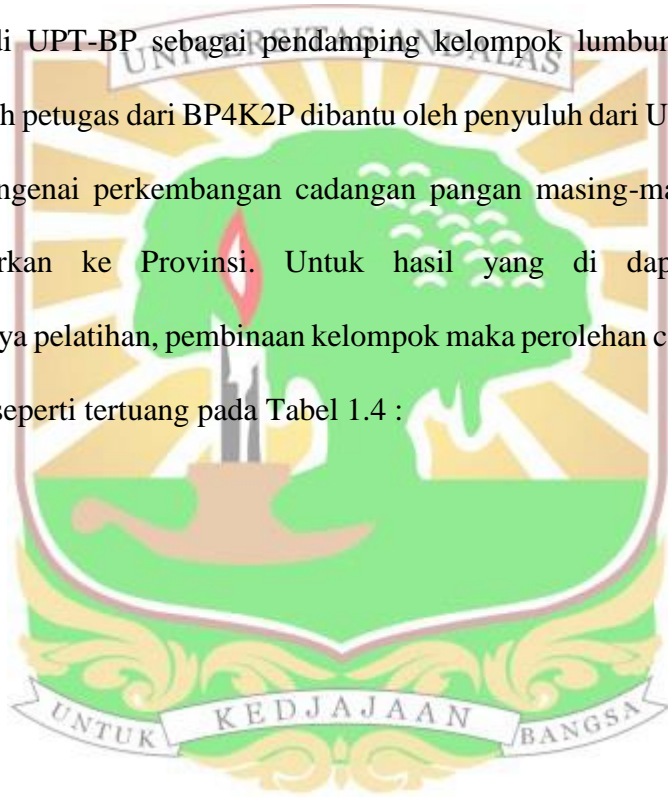 di UPT-BP sebagai pendamping kelompok lumbun
UNIVERSITAS ANDALAS
h petugas dari BP4K2P dibantu oleh penyuluh dari U
ngenai perkembangan cadangan pangan masing-ma
rkan ke Provinsi. Untuk hasil yang di dap
ya pelatihan, pembinaan kelompok maka perolehan c
seperti tertuang pada Tabel 1.4 :
UNTUK KEDJAJAAN BANGSA